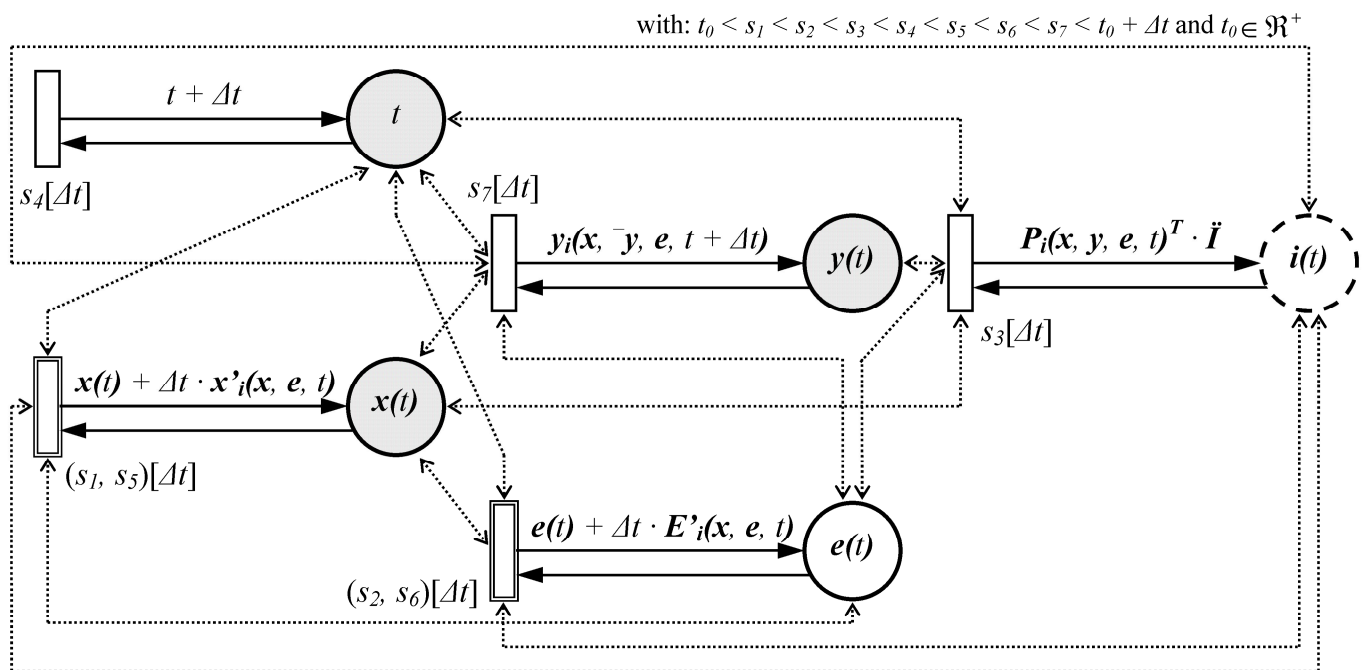 with: t₀ < s₁ < s₂ < s₃ < s₄ < s₅ < s₆ < s₇ < t₀ + Δt and t₀ ∈ ℜ⁺
t + Δt
t
s₄[Δt]
s₇[Δt]
yᵢ(x, ⁻y, e, t + Δt)
y(t)
Pᵢ(x, y, e, t)ᵀ · Ϊ
i(t)
s₃[Δt]
x(t) + Δt · x’ᵢ(x, e, t)
x(t)
(s₁, s₅)[Δt]
e(t) + Δt · E’ᵢ(x, e, t)
e(t)
(s₂, s₆)[Δt]